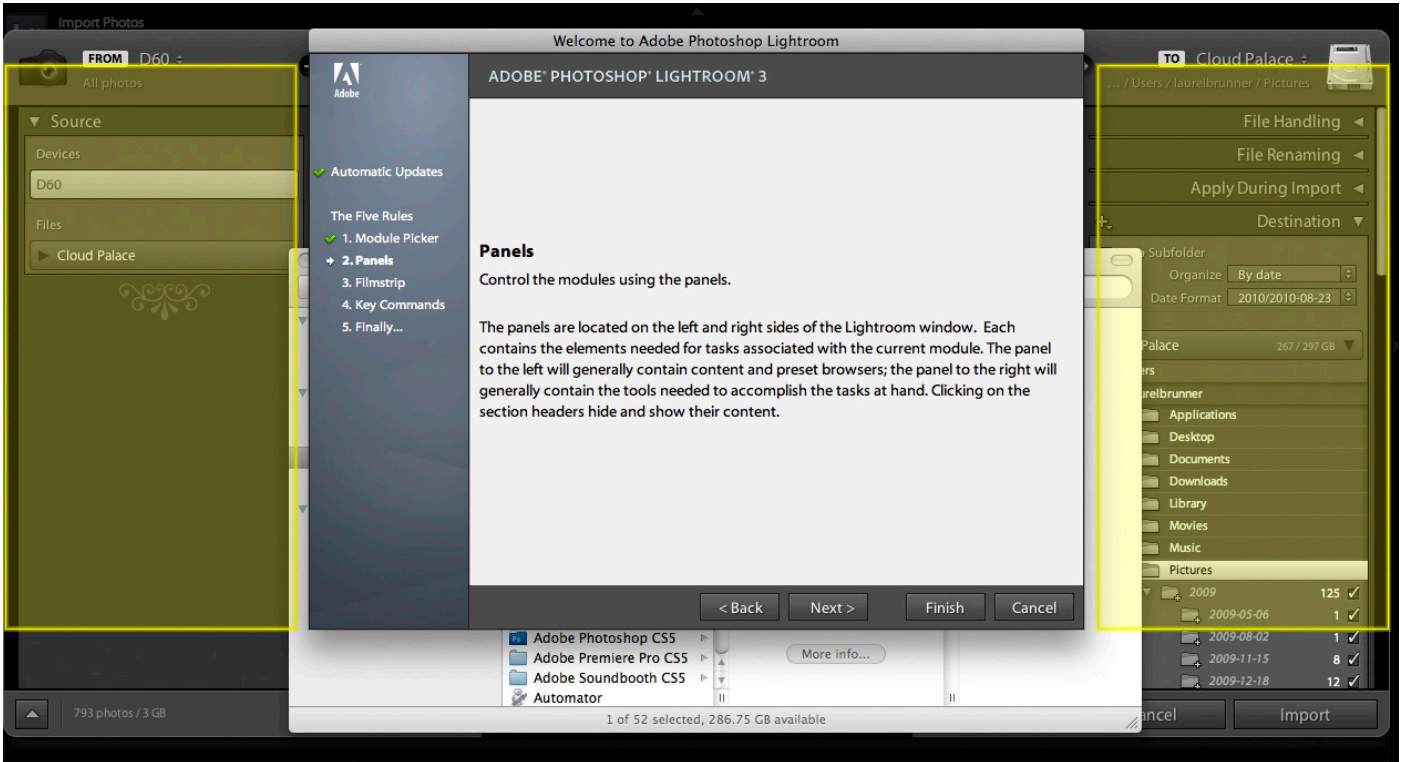 Import Photos
FROM D60
All photos
Source
Devices
D60
Files
Cloud Palace
793 photos / 3 GB
Welcome to Adobe Photoshop Lightroom
Adobe
ADOBE® PHOTOSHOP® LIGHTROOM® 3
Automatic Updates
The Five Rules
1. Module Picker
2. Panels
3. Filmstrip
4. Key Commands
5. Finally...
Panels
Control the modules using the panels.
The panels are located on the left and right sides of the Lightroom window. Each
contains the elements needed for tasks associated with the current module. The panel
to the left will generally contain content and preset browsers; the panel to the right will
generally contain the tools needed to accomplish the tasks at hand. Clicking on the
section headers hide and show their content.
< Back Next > Finish Cancel
Ps Adobe Photoshop CS5
Adobe Premiere Pro CS5
Adobe Soundbooth CS5
Automator
More info...
1 of 52 selected, 286.75 GB available
TO Cloud Palace
... / Users / laurelbrunner / Pictures
File Handling
File Renaming
Apply During Import
Destination
Subfolder
Organize By date
Date Format 2010/2010-08-23
Palace 267 / 297 GB
ers
urelbrunner
Applications
Desktop
Documents
Downloads
Library
Movies
Music
Pictures
2009 125
2009-05-06 1
2009-08-02 1
2009-11-15 8
2009-12-18 12
ancel Import